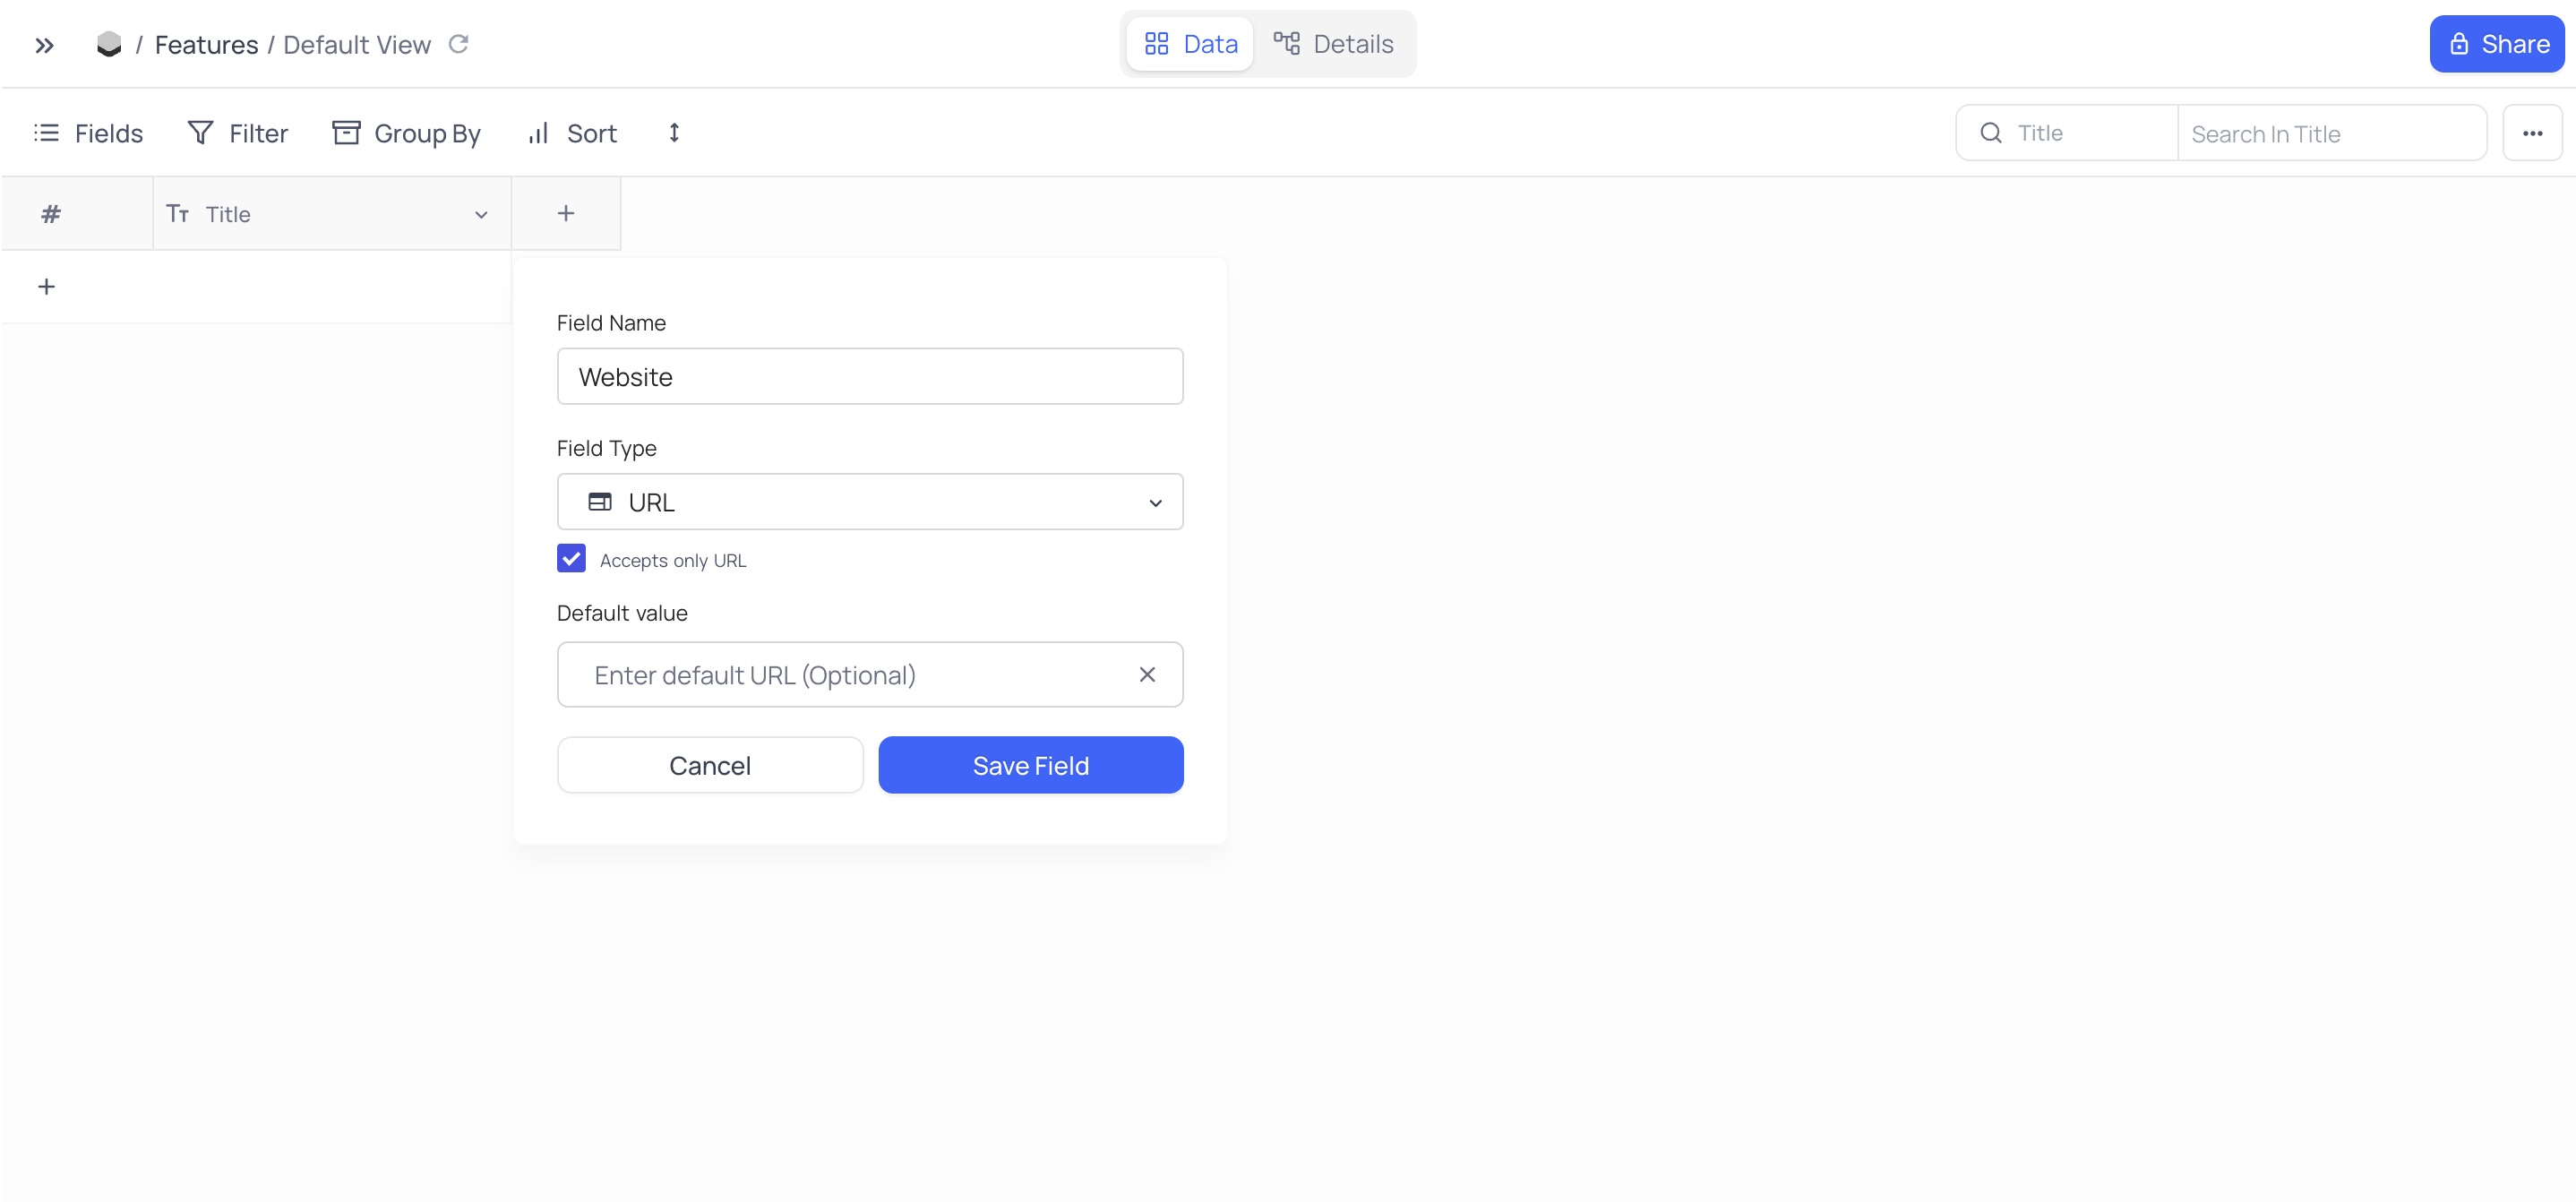 / Features / Default View
Data
Details
Share
Fields
Filter
Group By
Sort
Title
Search In Title
#
Tт Title
Field Name
Website
Field Type
URL
Accepts only URL
Default value
Enter default URL (Optional)
Cancel
Save Field